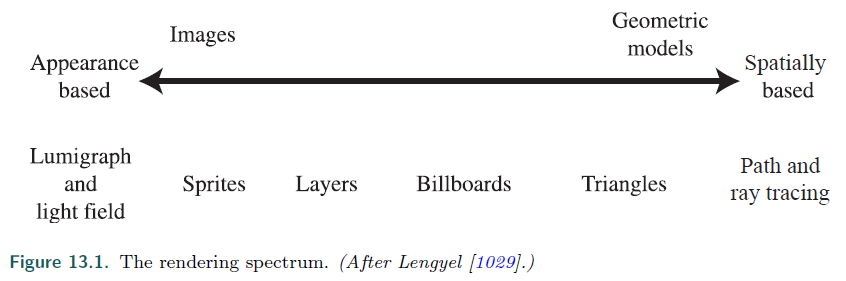 Images
Geometric
models
Appearance
based
Spatially
based
Lumigraph
and
light field
Sprites
Layers
Billboards
Triangles
Path and
ray tracing
Figure 13.1. The rendering spectrum. (After Lengyel [1029].)